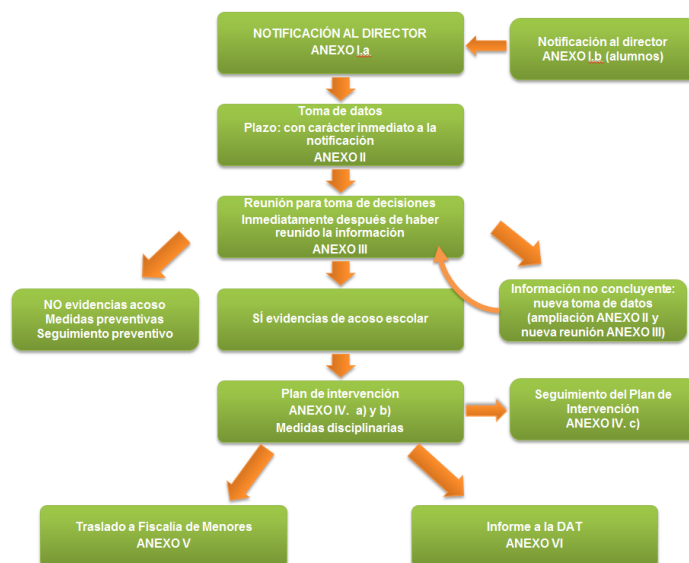 NOTIFICACIÓN AL DIRECTOR
ANEXO I.a
Notificación al director
ANEXO I.b (alumnos)
Toma de datos
Plazo: con carácter inmediato a la
notificación
ANEXO II
Reunión para toma de decisiones
Inmediatamente después de haber
reunido la información
ANEXO III
NO evidencias acoso
Medidas preventivas
Seguimiento preventivo
SÍ evidencias de acoso escolar
Información no concluyente:
nueva toma de datos
(ampliación ANEXO II y
nueva reunión ANEXO III)
Plan de intervención
ANEXO IV. a) y b)
Medidas disciplinarias
Seguimiento del Plan de
Intervención
ANEXO IV. c)
Traslado a Fiscalía de Menores
ANEXO V
Informe a la DAT
ANEXO VI